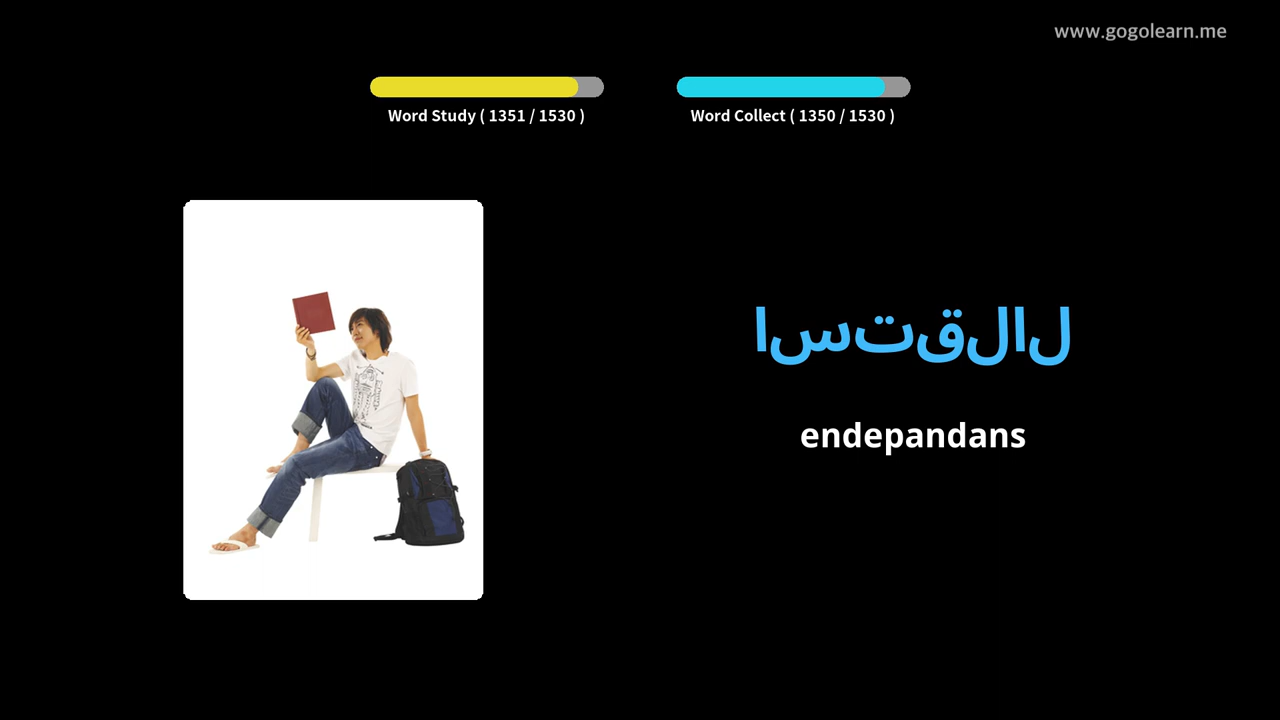 www.gogolearn.me
Word Study ( 1351 / 1530 )
Word Collect ( 1350 / 1530 )
استقلال
endepandans